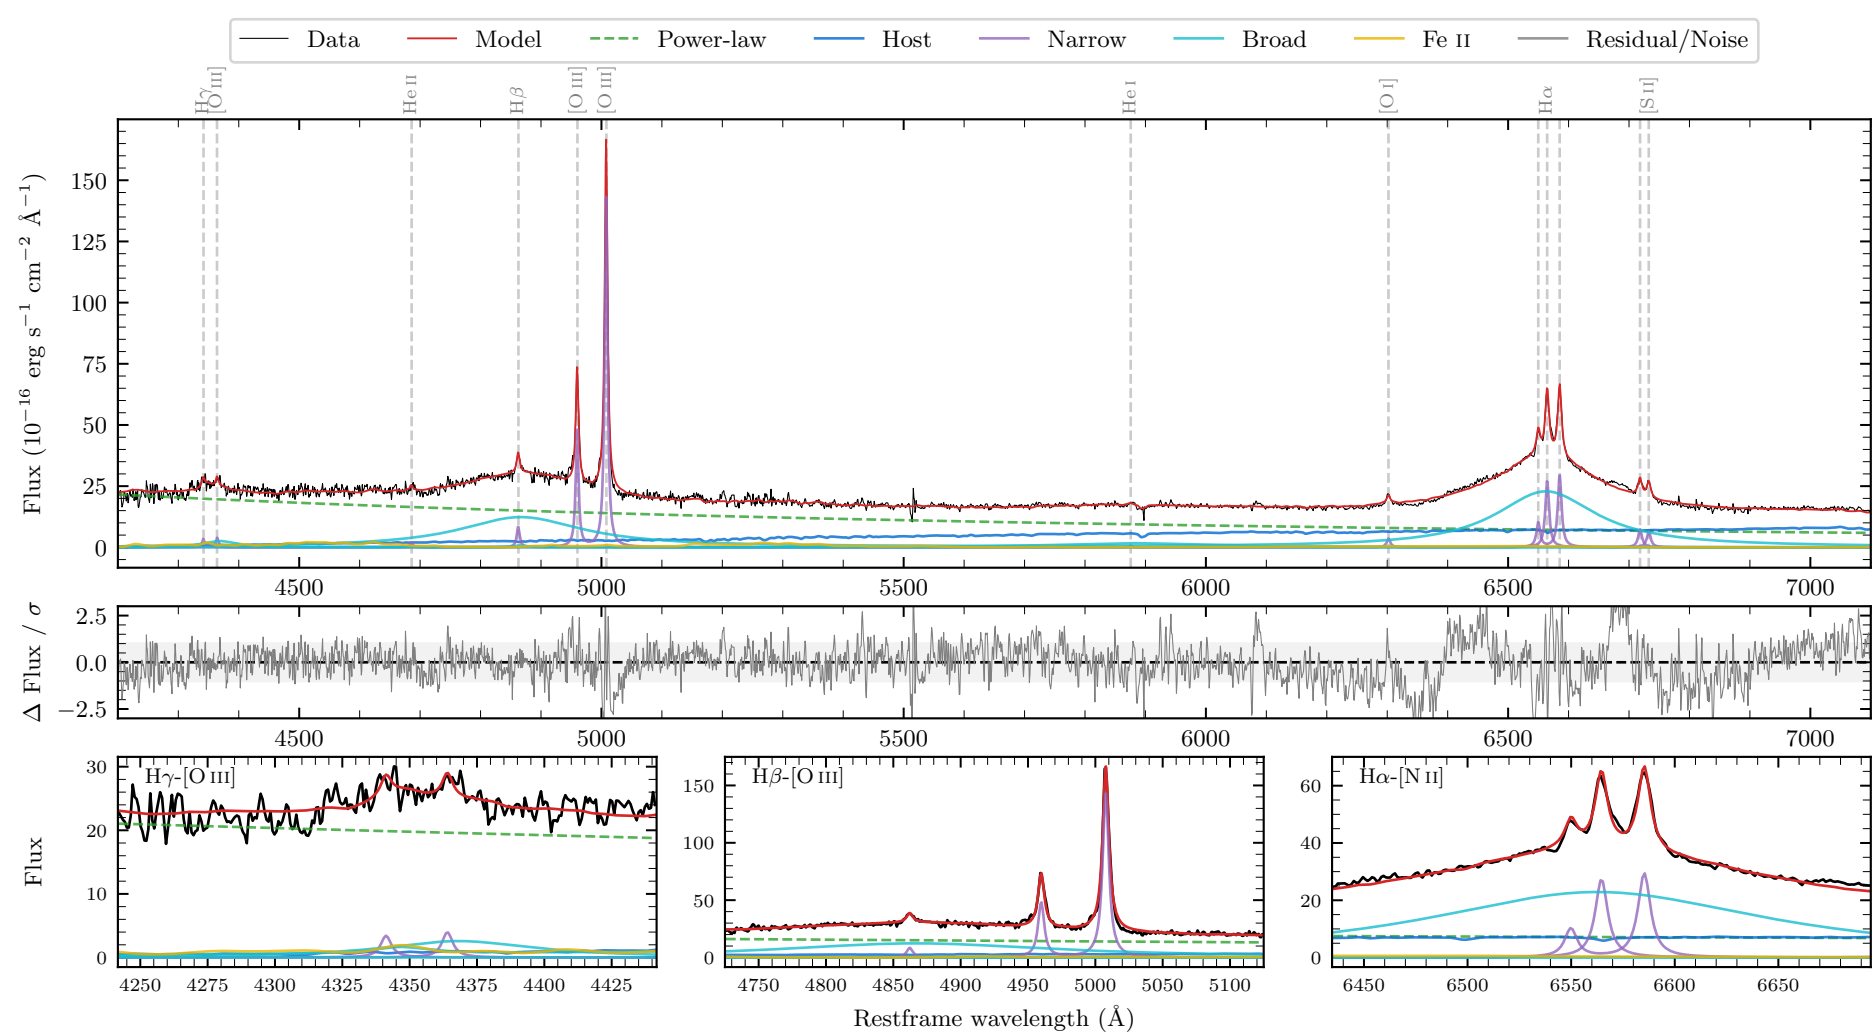 Data Model Power-law Host Narrow Broad Fe II Residual/Noise
Hγ [O III] He II Hβ [O III] [O III] He I [O I] Hα [S II]
Flux (10⁻¹⁶ erg s⁻¹ cm⁻² Å⁻¹)
150
125
100
75
50
25
0
4500 5000 5500 6000 6500 7000
Δ Flux / σ
2.5
0.0
−2.5
4500 5000 5500 6000 6500 7000
Flux
Hγ-[O III]
30
20
10
0
4250 4275 4300 4325 4350 4375 4400 4425
Hβ-[O III]
150
100
50
0
4750 4800 4850 4900 4950 5000 5050 5100
Hα-[N II]
60
40
20
0
6450 6500 6550 6600 6650
Restframe wavelength (Å)